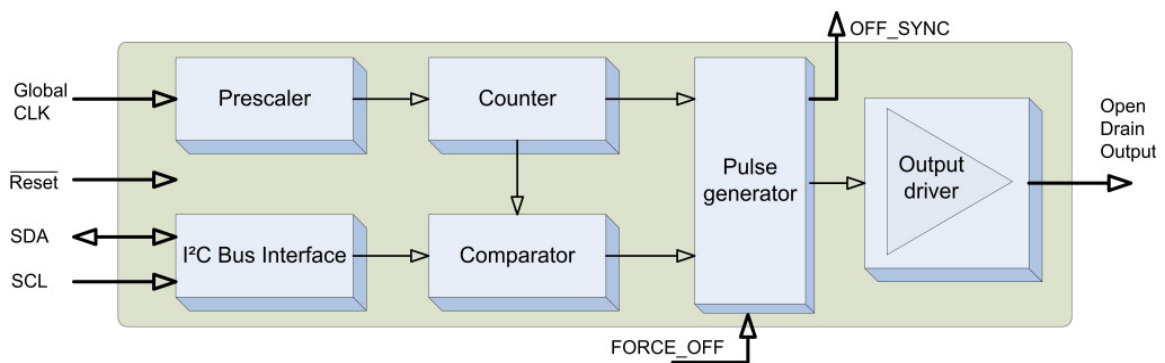 OFF_SYNC
Global
CLK
Prescaler
Counter
Open
Drain
Output
Reset
Pulse
generator
Output
driver
SDA
I²C Bus Interface
Comparator
SCL
FORCE_OFF